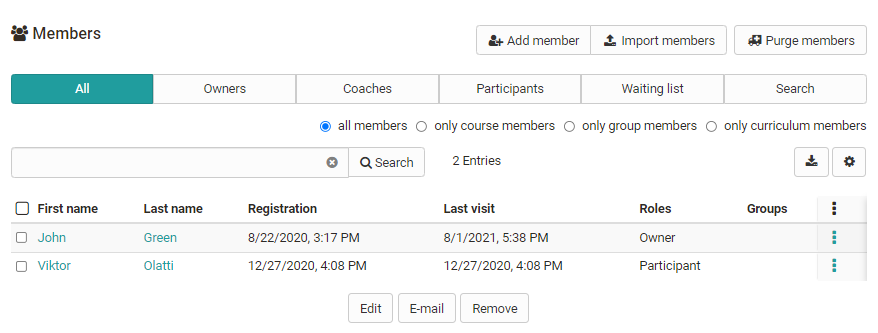 Members
Add member Import members Purge members
All Owners Coaches Participants Waiting list Search
all members only course members only group members only curriculum members
Search 2 Entries
First name Last name Registration Last visit Roles Groups
John Green 8/22/2020, 3:17 PM 8/1/2021, 5:38 PM Owner
Viktor Olatti 12/27/2020, 4:08 PM 12/27/2020, 4:08 PM Participant
Edit E-mail Remove